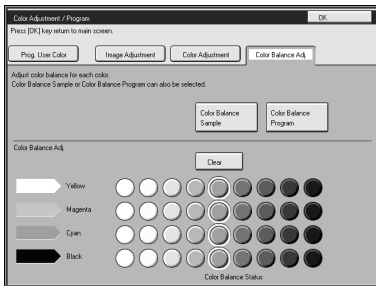 Color Adjustment / Program
OK
Press [OK] key return to main screen.
Prog. User Color
Image Adjustment
Color Adjustment
Color Balance Adj.
Adjust color balance for each color.
Color Balance Sample or Color Balance Program can also be selected.
Color Balance
Sample
Color Balance
Program
Color Balance Adj.
Clear
Yellow
Magenta
Cyan
Black
Color Balance Status